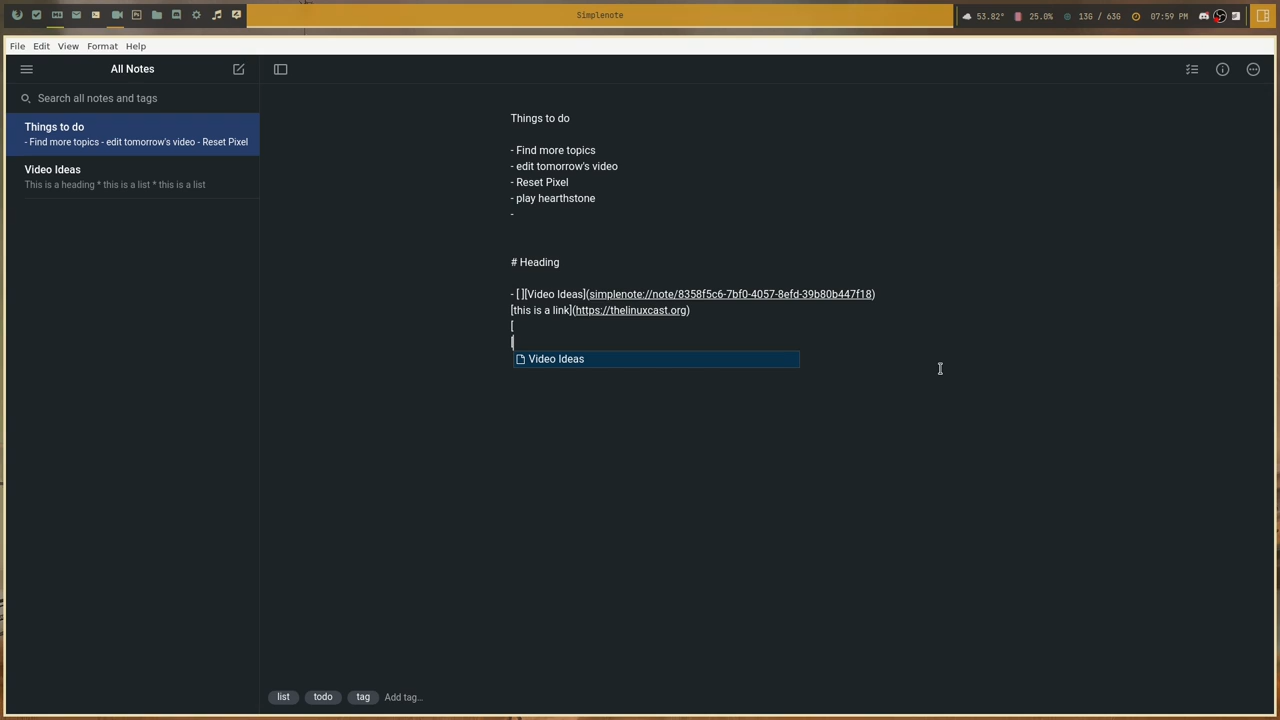 Simplenote
53.82°
25.0%
13G / 63G
07:59 PM
File Edit View Format Help
All Notes
Search all notes and tags
Things to do
- Find more topics - edit tomorrow's video - Reset Pixel
Video Ideas
This is a heading * this is a list * this is a list
Things to do
- Find more topics
- edit tomorrow's video
- Reset Pixel
- play hearthstone
-
# Heading
- [ ][Video Ideas](simplenote://note/8358f5c6-7bf0-4057-8efd-39b80b447f18)
[this is a link](https://thelinuxcast.org)
[
[
Video Ideas
list todo tag Add tag...